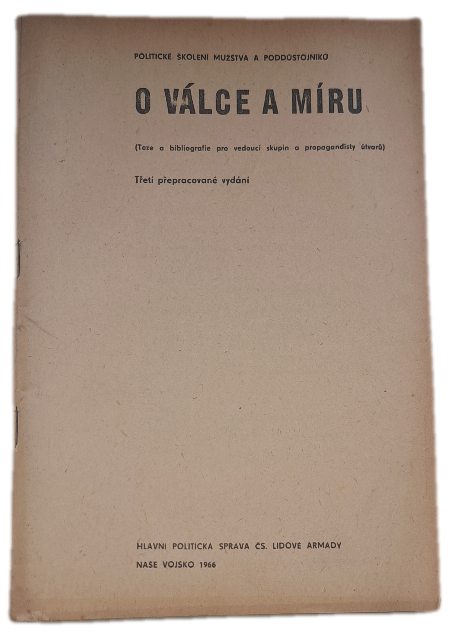 POLITICKÉ ŠKOLENÍ MUŽSTVA A PODDŮSTOJNÍKŮ
O VÁLCE A MÍRU
(Teze a bibliografie pro vedoucí skupin a propagandisty útvarů)
Třetí přepracované vydání
HLAVNÍ POLITICKÁ SPRÁVA ČS. LIDOVÉ ARMÁDY
NAŠE VOJSKO 1966